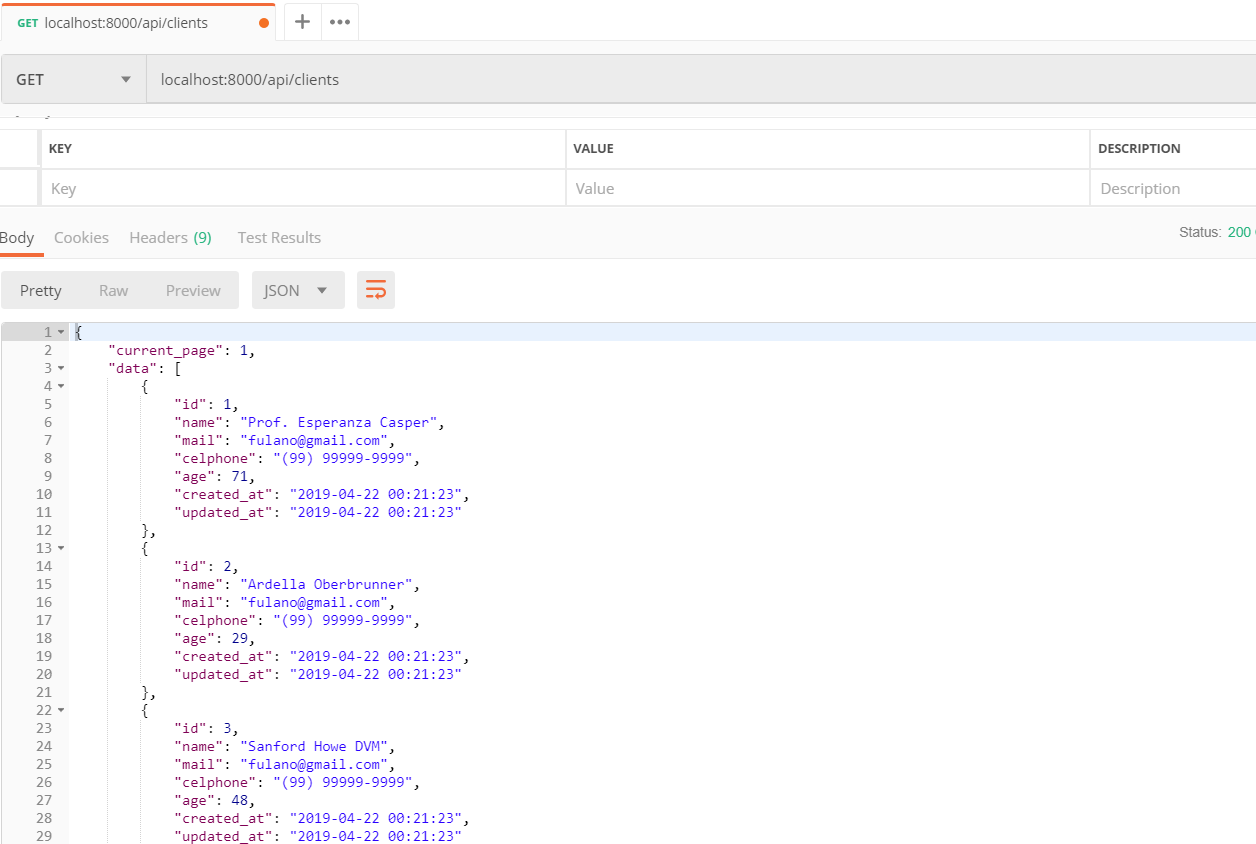 GET localhost:8000/api/clients
GET localhost:8000/api/clients
KEY VALUE DESCRIPTION
Key Value Description
Body Cookies Headers (9) Test Results Status: 200
Pretty Raw Preview JSON
1 {
2 "current_page": 1,
3 "data": [
4 {
5 "id": 1,
6 "name": "Prof. Esperanza Casper",
7 "mail": "fulano@gmail.com",
8 "celphone": "(99) 99999-9999",
9 "age": 71,
10 "created_at": "2019-04-22 00:21:23",
11 "updated_at": "2019-04-22 00:21:23"
12 },
13 {
14 "id": 2,
15 "name": "Ardella Oberbrunner",
16 "mail": "fulano@gmail.com",
17 "celphone": "(99) 99999-9999",
18 "age": 29,
19 "created_at": "2019-04-22 00:21:23",
20 "updated_at": "2019-04-22 00:21:23"
21 },
22 {
23 "id": 3,
24 "name": "Sanford Howe DVM",
25 "mail": "fulano@gmail.com",
26 "celphone": "(99) 99999-9999",
27 "age": 48,
28 "created_at": "2019-04-22 00:21:23",
29 "updated_at": "2019-04-22 00:21:23"